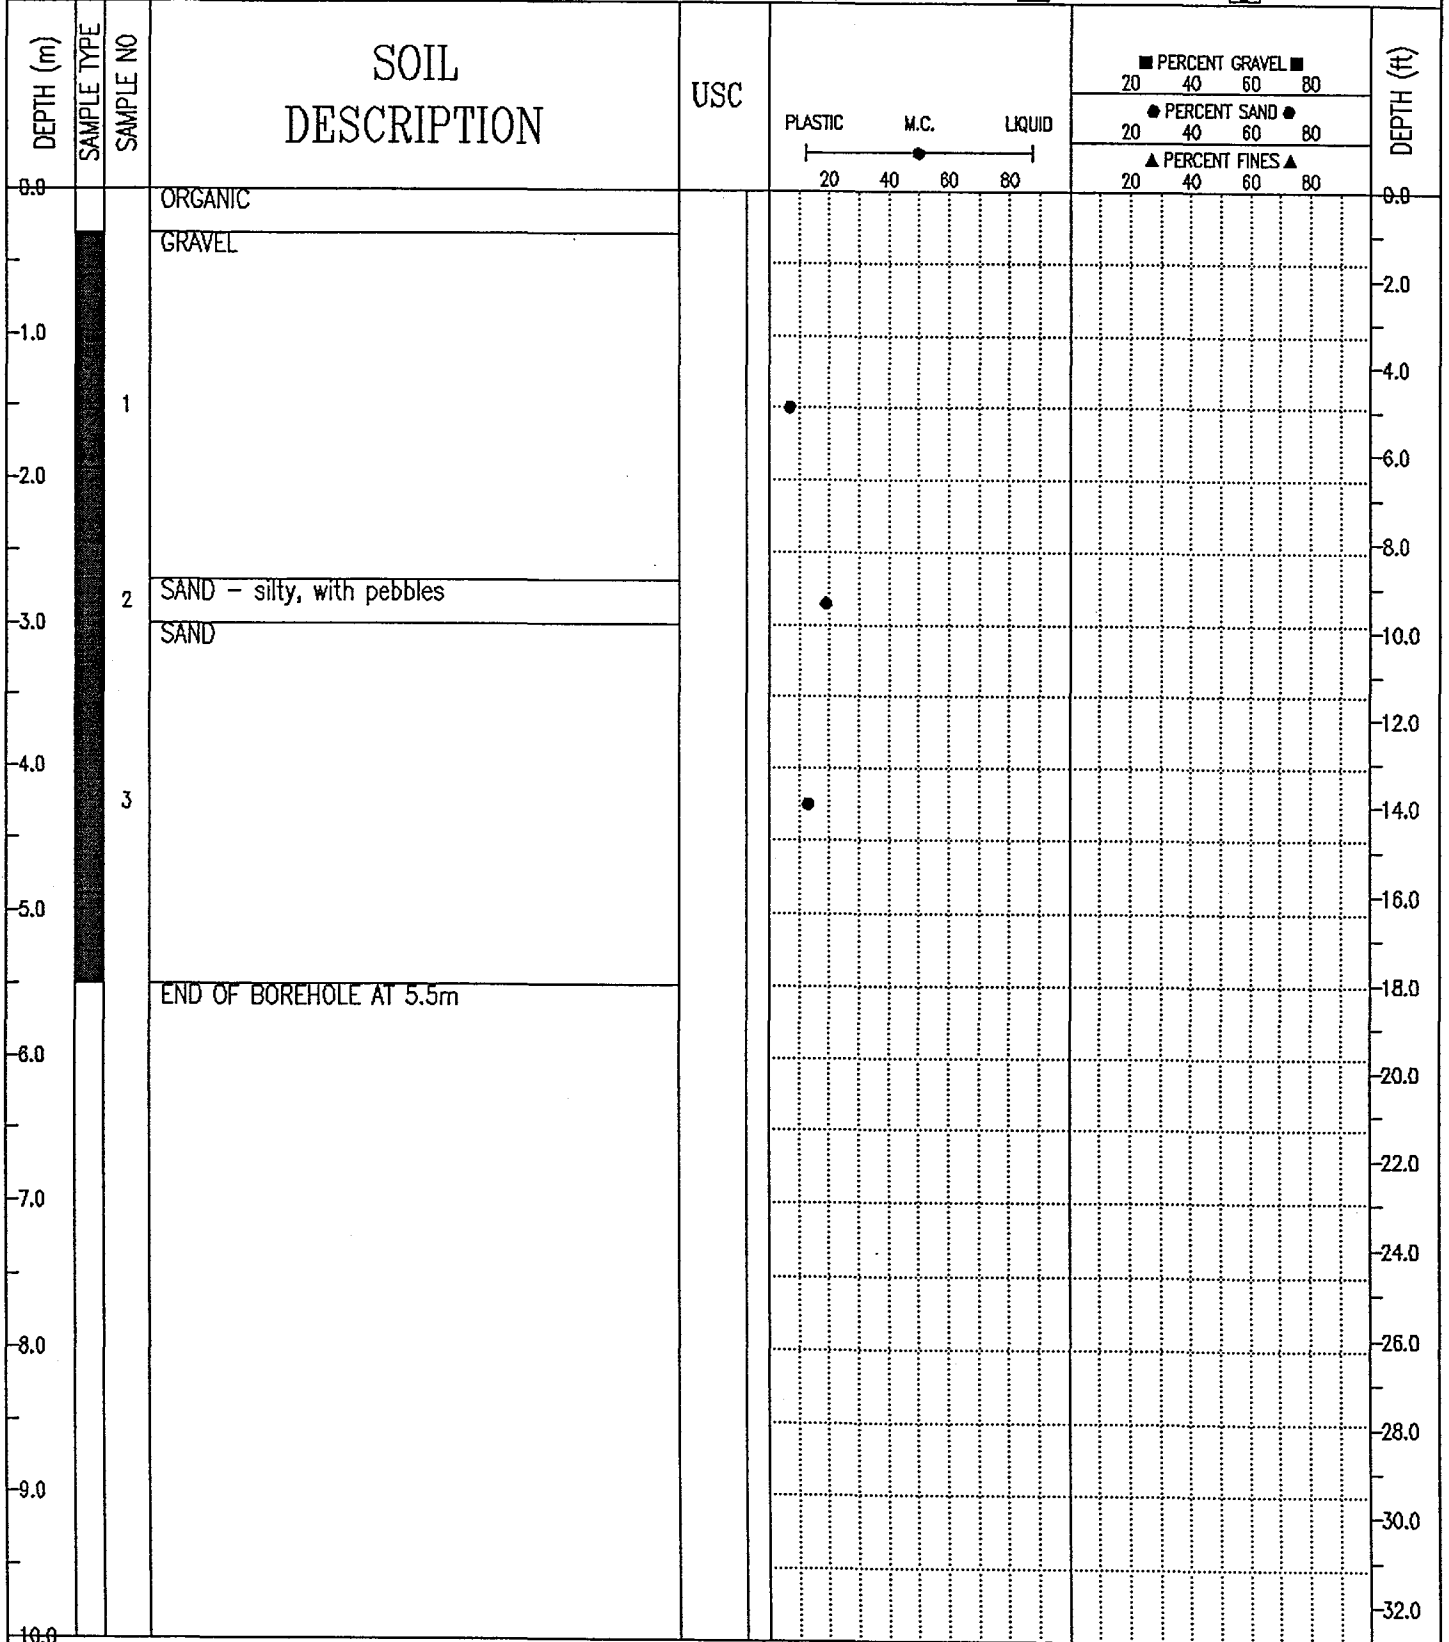 DEPTH (m)
SAMPLE TYPE
SAMPLE NO
SOIL
DESCRIPTION
USC
PLASTIC M.C. LIQUID
20 40 60 80
■ PERCENT GRAVEL ■
20 40 60 80
● PERCENT SAND ●
20 40 60 80
▲ PERCENT FINES ▲
20 40 60 80
DEPTH (ft)
0.0
ORGANIC
0.0
GRAVEL
2.0
1.0
4.0
1
6.0
2.0
8.0
SAND - silty, with pebbles
2
3.0
SAND
10.0
12.0
4.0
3
14.0
5.0
16.0
END OF BOREHOLE AT 5.5m
18.0
6.0
20.0
22.0
7.0
24.0
8.0
26.0
28.0
9.0
30.0
32.0
10.0